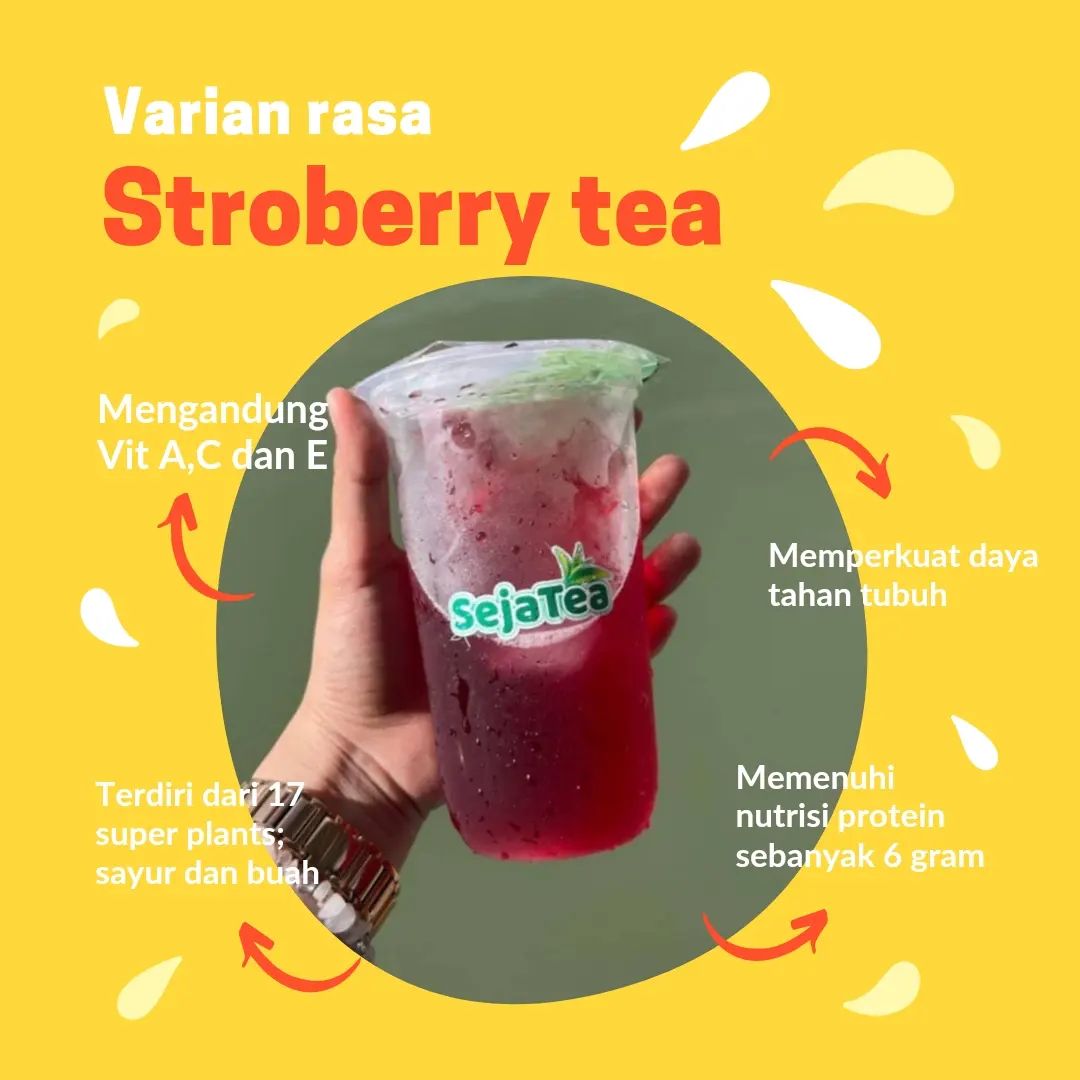 Varian rasa
Stroberry tea
Mengandung
Vit A,C dan E
Memperkuat daya
tahan tubuh
SejaTea
Terdiri dari 17
super plants;
sayur dan buah
Memenuhi
nutrisi protein
sebanyak 6 gram